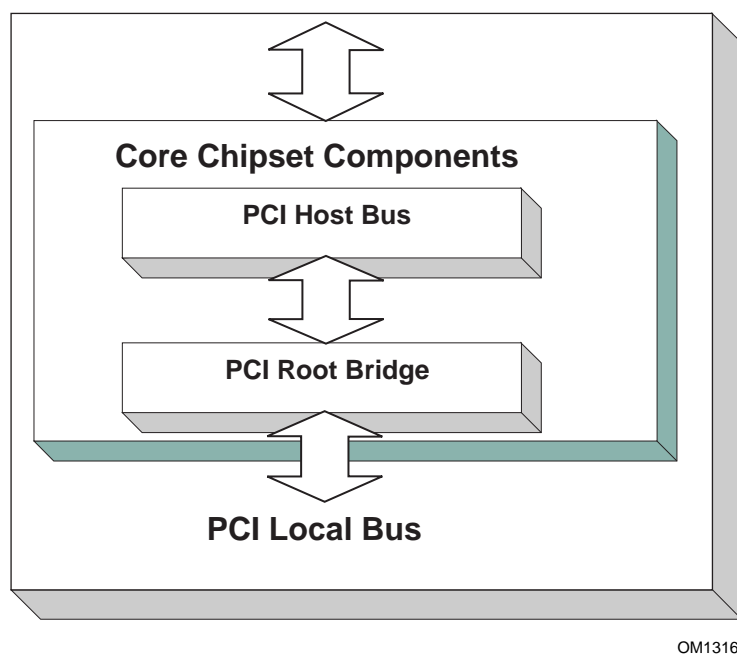 Core Chipset Components
PCI Host Bus
PCI Root Bridge
PCI Local Bus
OM1316